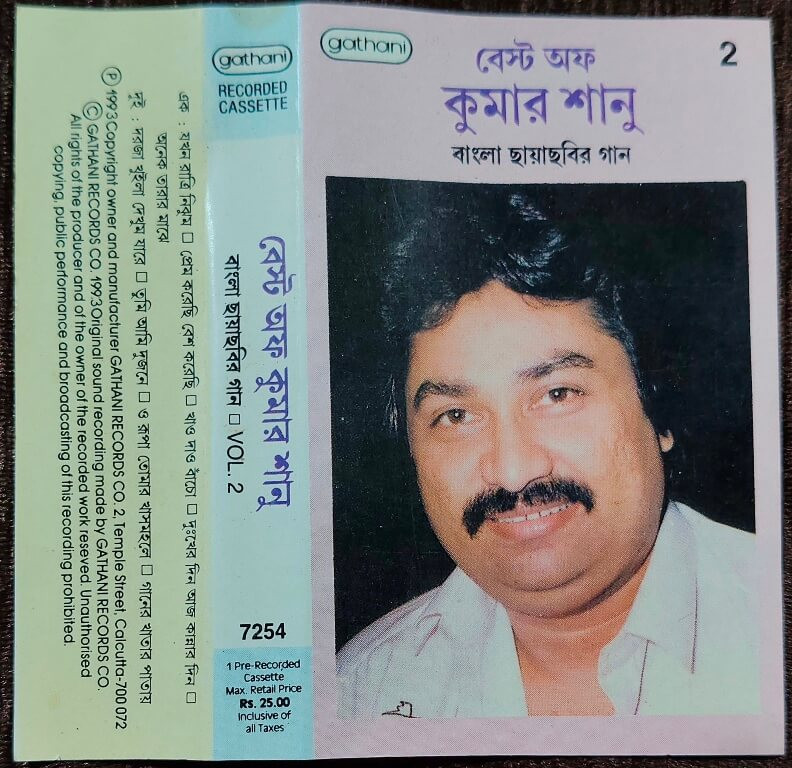 gathani
বেস্ট অফ
কুমার শানু
বাংলা ছায়াছবির গান
2
gathani
RECORDED
CASSETTE
বেস্ট অফ কুমার শানু
বাংলা ছায়াছবির গান □ VOL. 2
7254
1 Pre-Recorded
Cassette
Max. Retail Price
Rs. 25.00
Inclusive of
all Taxes
এক : যখন রাত্রি নিঝুম □ প্রেম করেছি বেশ করেছি □ খাও দাও বাঁচো □ দুঃখের দিন আজ কান্নার দিন □
অনেক তারার মাঝে
দুই : দরজা খুইলা দেখুম যারে □ তুমি আমি দুজনে □ ও রূপা তোমার খাসমহলে □ গানের খাতার পাতায়
Ⓟ 1993 Copyright owner and manufacturer GATHANI RECORDS CO. 2, Temple Street, Calcutta-700 072
Ⓒ GATHANI RECORDS CO. 1993 Original sound recording made by GATHANI RECORDS CO.
All rights of the producer and of the owner of the recorded work reseved. Unauthorised
copying, public performance and broadcasting of this recording prohibited.